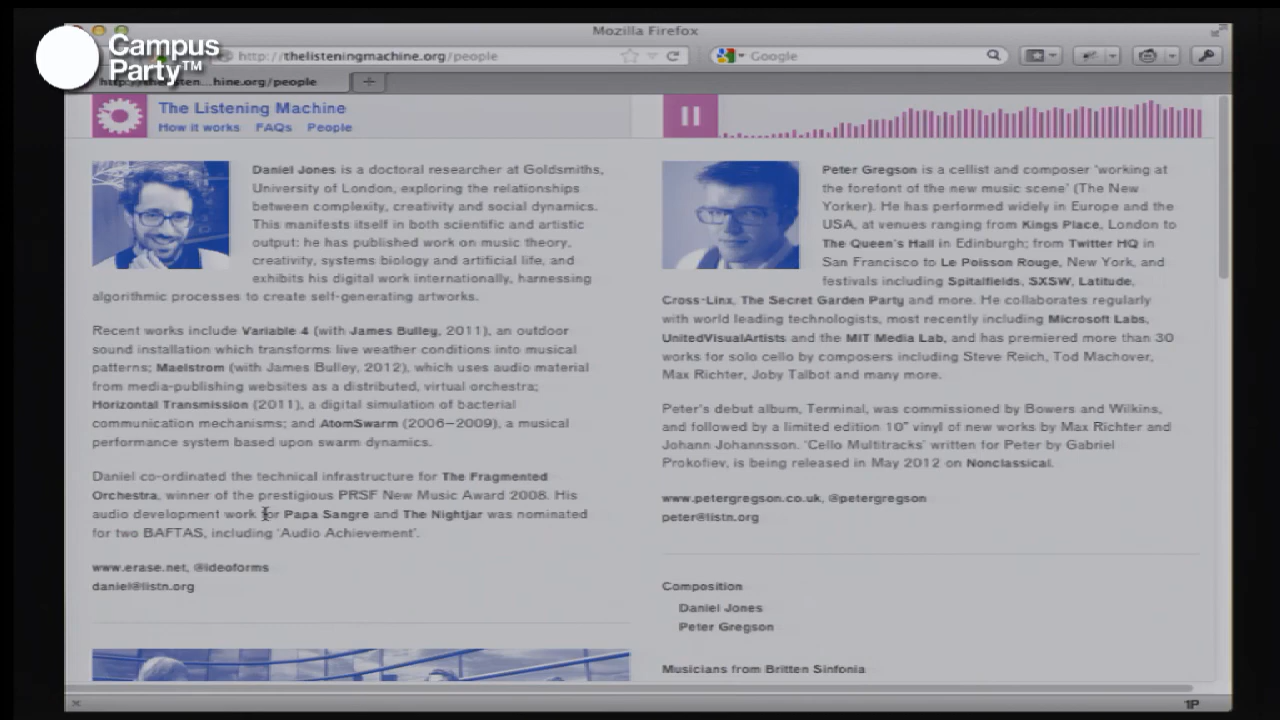 Campus
Party™
Mozilla Firefox
http://thelisteningmachine.org/people
Google
hine.org/people
The Listening Machine
How it works FAQs People
Daniel Jones is a doctoral researcher at Goldsmiths,
University of London, exploring the relationships
between complexity, creativity and social dynamics.
This manifests itself in both scientific and artistic
output: he has published work on music theory,
creativity, systems biology and artificial life, and
exhibits his digital work internationally, harnessing
algorithmic processes to create self-generating artworks.
Recent works include Variable 4 (with James Bulley, 2011), an outdoor
sound installation which transforms live weather conditions into musical
patterns; Maelstrom (with James Bulley, 2012), which uses audio material
from media-publishing websites as a distributed, virtual orchestra;
Horizontal Transmission (2011), a digital simulation of bacterial
communication mechanisms; and AtomSwarm (2006–2009), a musical
performance system based upon swarm dynamics.
Daniel co-ordinated the technical infrastructure for The Fragmented
Orchestra, winner of the prestigious PRSF New Music Award 2008. His
audio development work for Papa Sangre and The Nightjar was nominated
for two BAFTAS, including 'Audio Achievement'.
www.erase.net, @ideoforms
daniel@listn.org
Peter Gregson is a cellist and composer 'working at
the forefront of the new music scene' (The New
Yorker). He has performed widely in Europe and the
USA, at venues ranging from Kings Place, London to
The Queen's Hall in Edinburgh; from Twitter HQ in
San Francisco to Le Poisson Rouge, New York, and
festivals including Spitalfields, SXSW, Latitude,
Cross-Linx, The Secret Garden Party and more. He collaborates regularly
with world leading technologists, most recently including Microsoft Labs,
UnitedVisualArtists and the MIT Media Lab, and has premiered more than 30
works for solo cello by composers including Steve Reich, Tod Machover,
Max Richter, Joby Talbot and many more.
Peter's debut album, Terminal, was commissioned by Bowers and Wilkins,
and followed by a limited edition 10" vinyl of new works by Max Richter and
Johann Johannsson. 'Cello Multitracks' written for Peter by Gabriel
Prokofiev, is being released in May 2012 on Nonclassical.
www.petergregson.co.uk, @petergregson
peter@listn.org
Composition
Daniel Jones
Peter Gregson
Musicians from Britten Sinfonia
1P